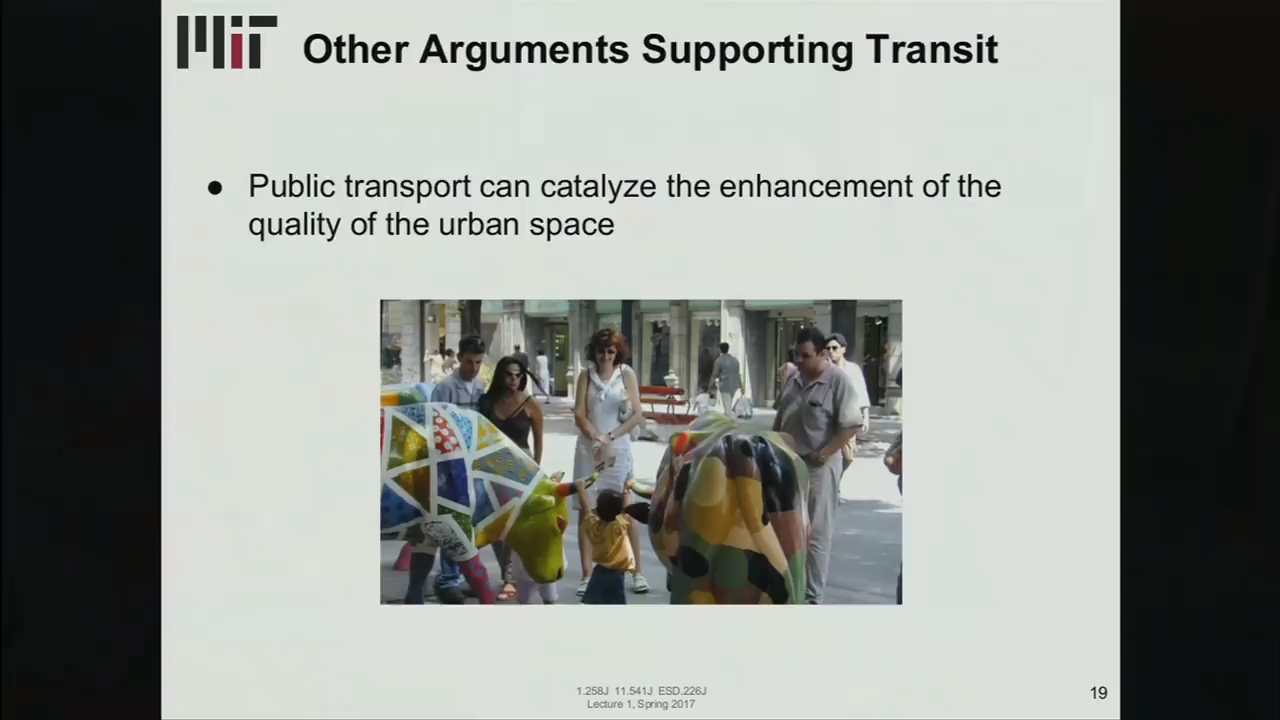 MIT
Other Arguments Supporting Transit
● Public transport can catalyze the enhancement of the
quality of the urban space
1.258J 11.541J ESD.226J
Lecture 1, Spring 2017
19